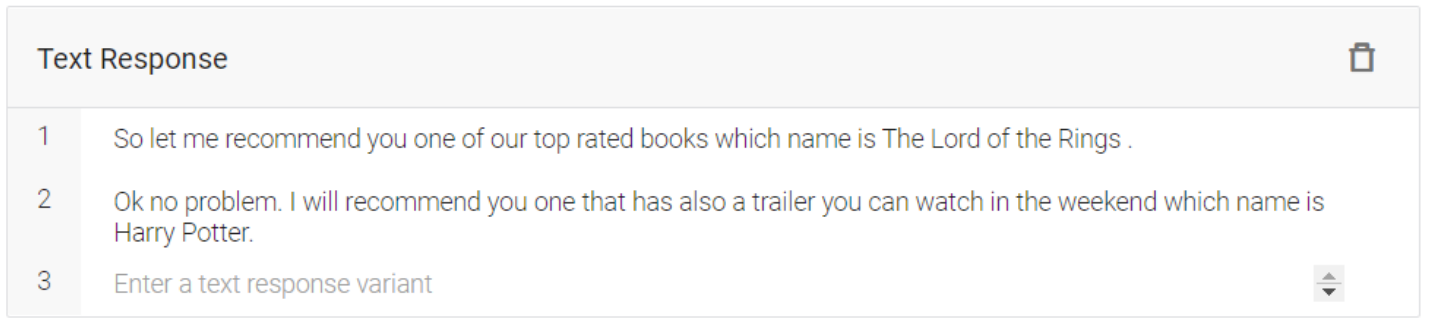 Text Response
1 So let me recommend you one of our top rated books which name is The Lord of the Rings .
2 Ok no problem. I will recommend you one that has also a trailer you can watch in the weekend which name is
Harry Potter.
3 Enter a text response variant